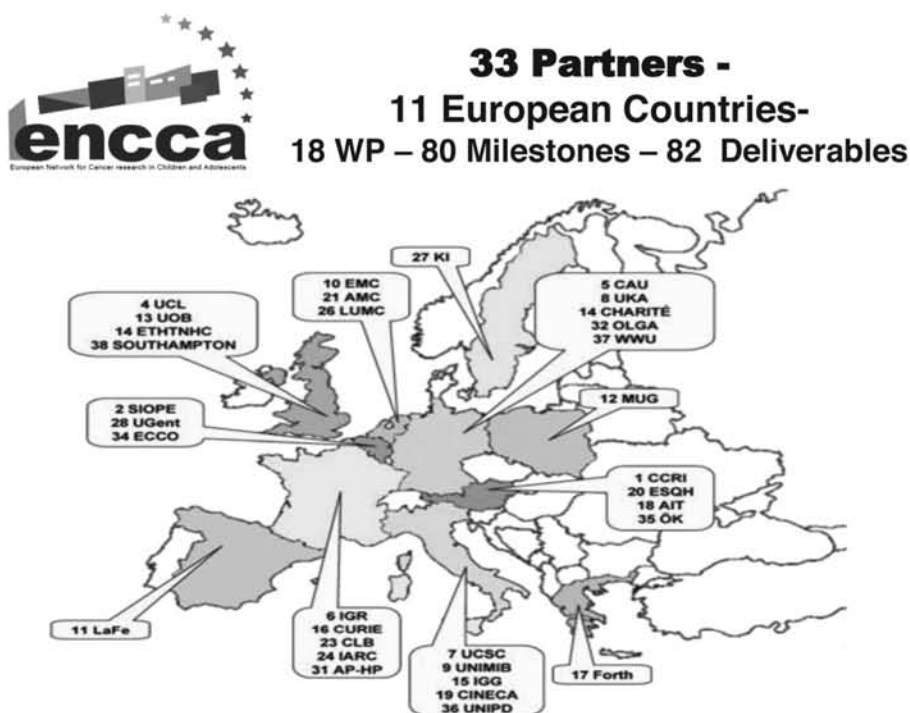 encca
European Network for Cancer research in Children and Adolescents
33 Partners -
11 European Countries-
18 WP – 80 Milestones – 82 Deliverables
27 KI
10 EMC
21 AMC
26 LUMC
5 CAU
8 UKA
14 CHARITÉ
32 OLGA
37 WWU
4 UCL
13 UOB
14 ETHTNHC
38 SOUTHAMPTON
12 MUG
2 SIOPE
28 UGent
34 ECCO
1 CCRI
20 ESQH
18 AIT
35 ÖK
11 LaFe
6 IGR
16 CURIE
23 CLB
24 IARC
31 AP-HP
7 UCSC
9 UNIMIB
15 IGG
19 CINECA
36 UNIPD
17 Forth